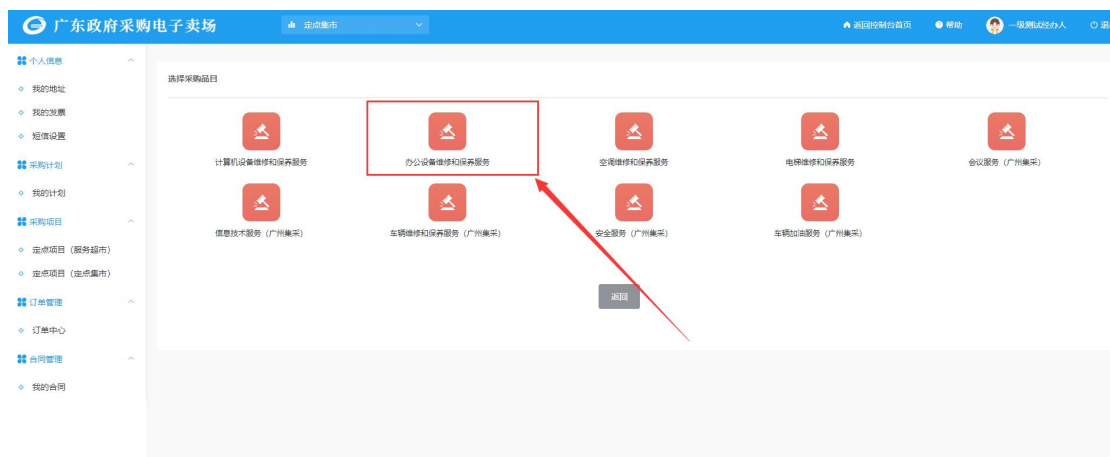 广东政府采购电子卖场
定点集市
返回控制台首页
帮助
一级测试经办人
退
个人信息
我的地址
我的发票
短信设置
采购计划
我的计划
采购项目
定点项目（服务超市）
定点项目（定点集市）
订单管理
订单中心
合同管理
我的合同
选择采购品目
计算机设备维修和保养服务
办公设备维修和保养服务
空调维修和保养服务
电梯维修和保养服务
会议服务（广州集采）
信息技术服务（广州集采）
车辆维修和保养服务（广州集采）
安全服务（广州集采）
车辆加油服务（广州集采）
返回